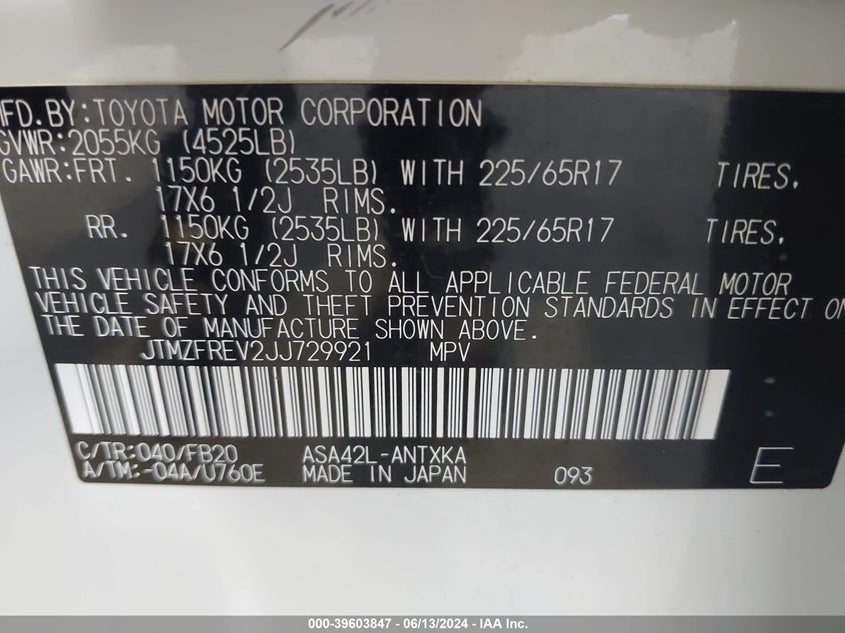 MFD.BY:TOYOTA MOTOR CORPORATION
GVWR:2055KG (4525LB)
GAWR:FRT. 1150KG (2535LB) WITH 225/65R17 TIRES.
17X6 1/2J RIMS.
RR. 1150KG (2535LB) WITH 225/65R17 TIRES.
17X6 1/2J RIMS.
THIS VEHICLE CONFORMS TO ALL APPLICABLE FEDERAL MOTOR
VEHICLE SAFETY AND THEFT PREVENTION STANDARDS IN EFFECT ON
THE DATE OF MANUFACTURE SHOWN ABOVE.
JTMZFREV2JJ729921 MPV
C/TR:040/FB20 ASA42L-ANTXKA
A/TM:-04A/U760E MADE IN JAPAN 093 E
000-39603847 - 06/13/2024 - IAA Inc.